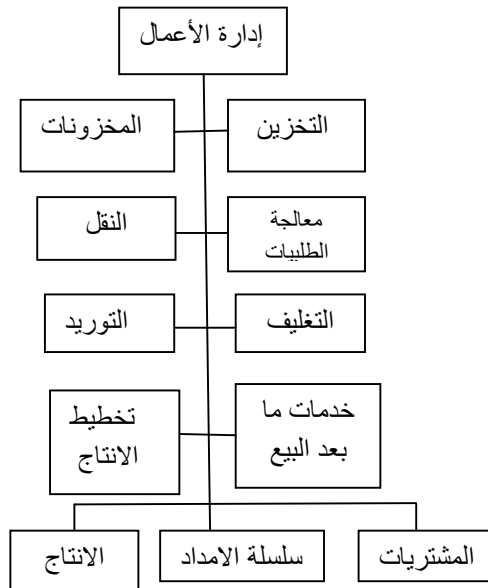 إدارة الأعمال
التخزين
المخزونات
معالجة
الطلبيات
النقل
التغليف
التوريد
خدمات ما
بعد البيع
تخطيط
الانتاج
المشتريات
سلسلة الامداد
الانتاج